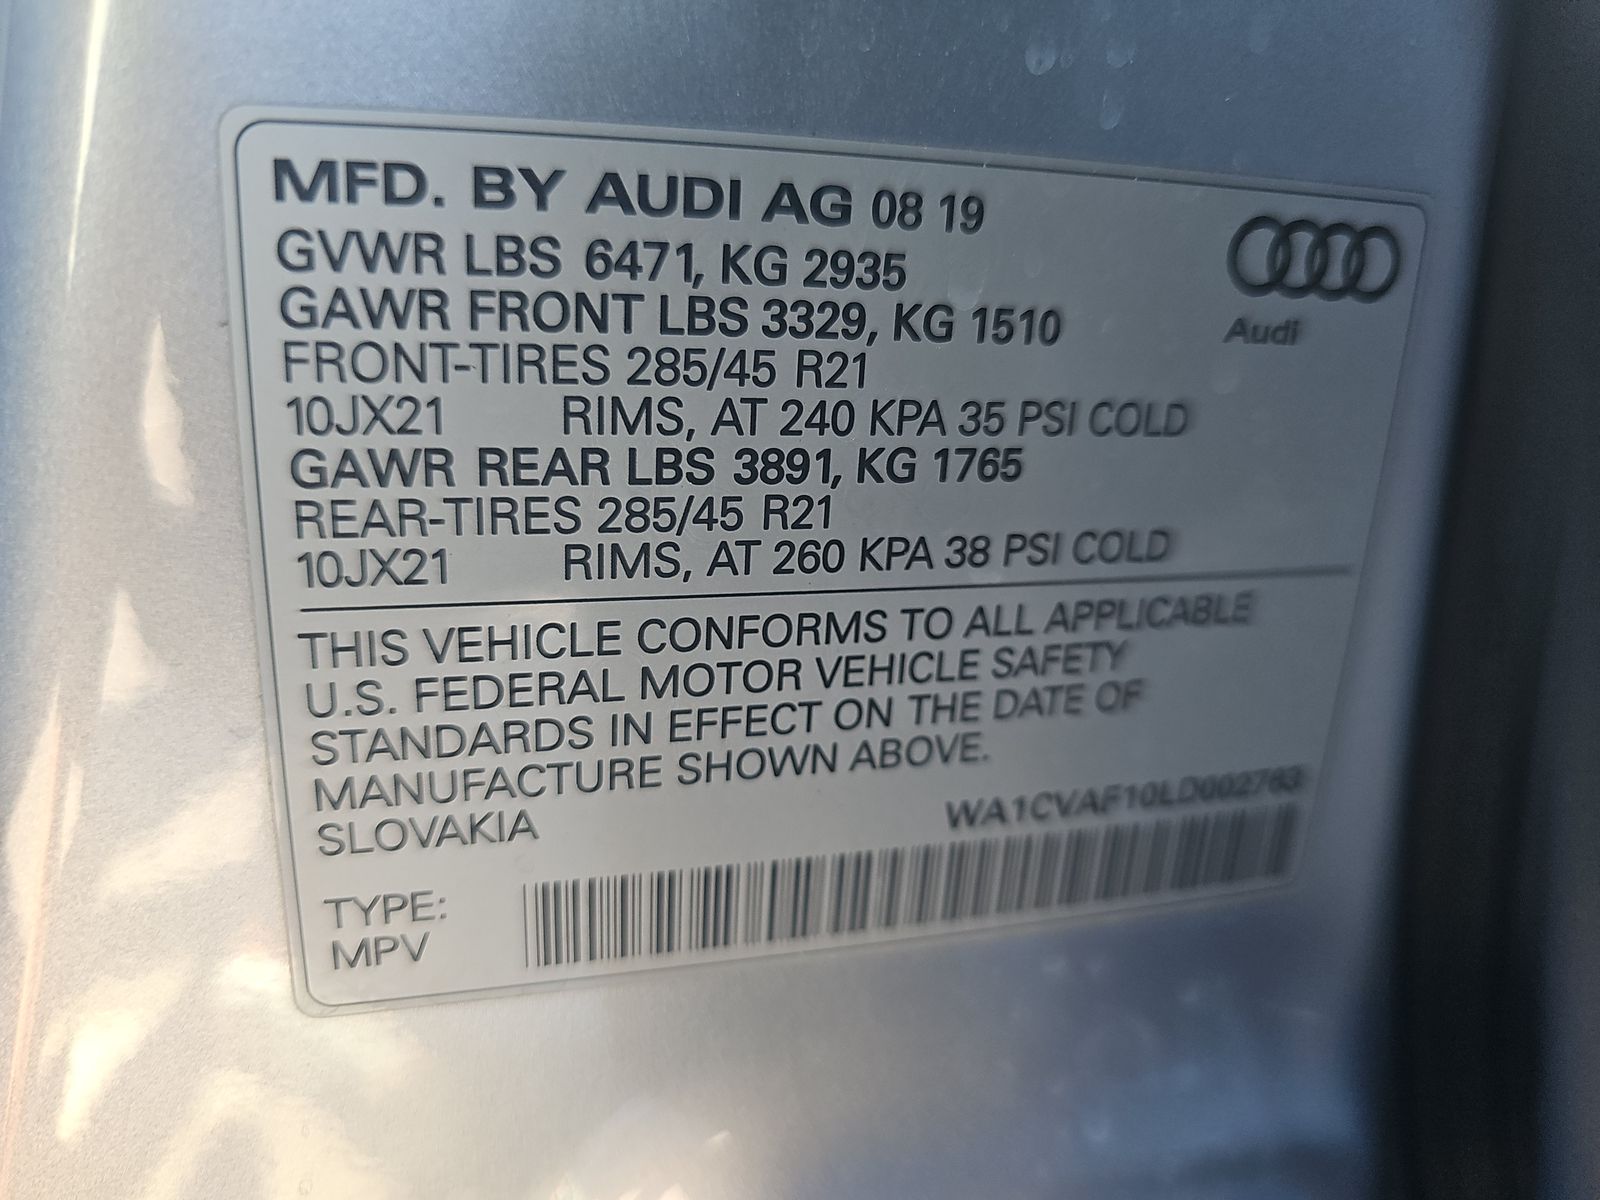 MFD. BY AUDI AG 08 19
GVWR LBS 6471, KG 2935
GAWR FRONT LBS 3329, KG 1510
FRONT-TIRES 285/45 R21
10JX21 RIMS, AT 240 KPA 35 PSI COLD
GAWR REAR LBS 3891, KG 1765
REAR-TIRES 285/45 R21
10JX21 RIMS, AT 260 KPA 38 PSI COLD
Audi
THIS VEHICLE CONFORMS TO ALL APPLICABLE
U.S. FEDERAL MOTOR VEHICLE SAFETY
STANDARDS IN EFFECT ON THE DATE OF
MANUFACTURE SHOWN ABOVE.
SLOVAKIA
WA1CVAF10LD002763
TYPE:
MPV